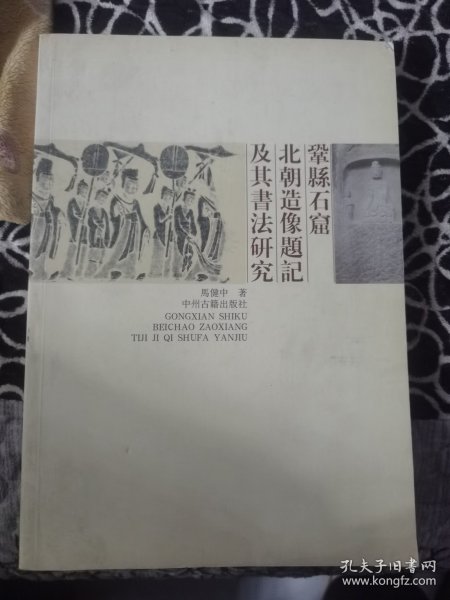 鞏縣石窟
北朝造像題記
及其書法研究
馬健中 著
中州古籍出版社
GONGXIAN SHIKU
BEICHAO ZAOXIANG
TIJI JI QI SHUFA YANJIU
孔夫子旧书网
www.kongfz.com